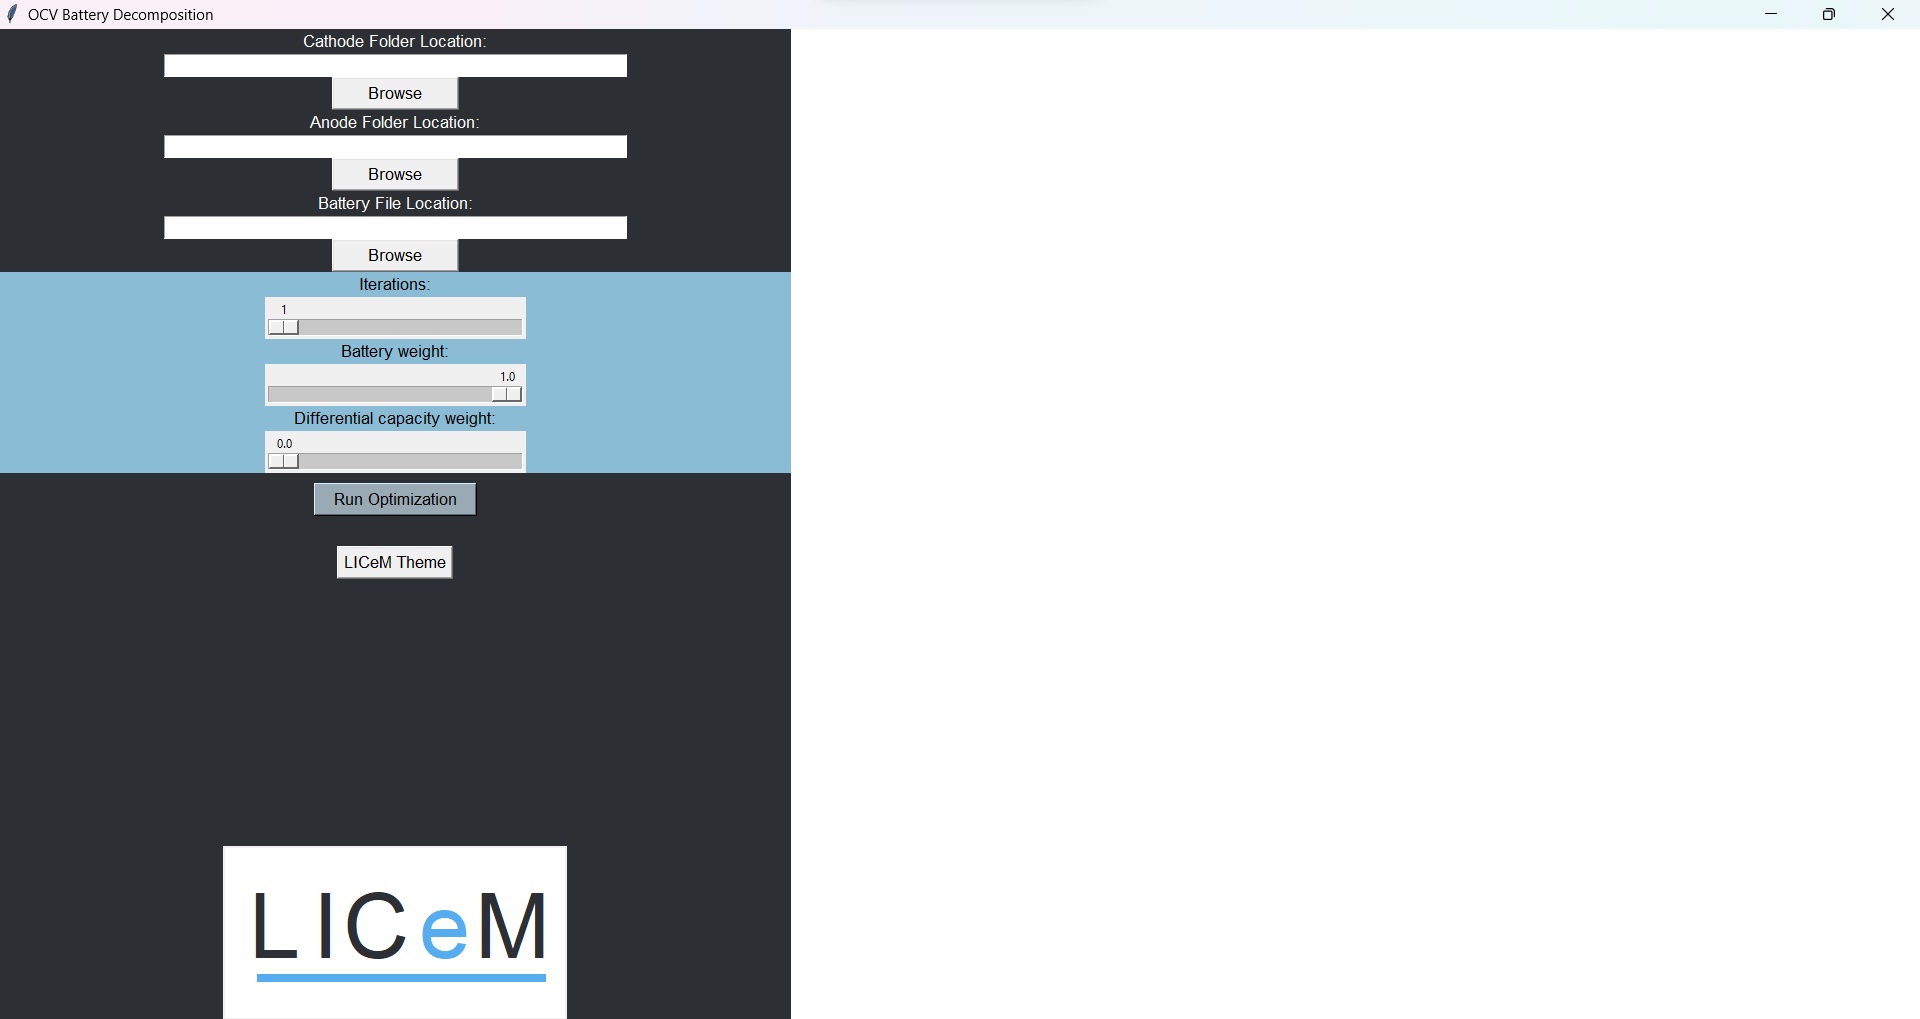 OCV Battery Decomposition
Cathode Folder Location:
Browse
Anode Folder Location:
Browse
Battery File Location:
Browse
Iterations:
1
Battery weight:
1.0
Differential capacity weight:
0.0
Run Optimization
LICeM Theme
LICeM